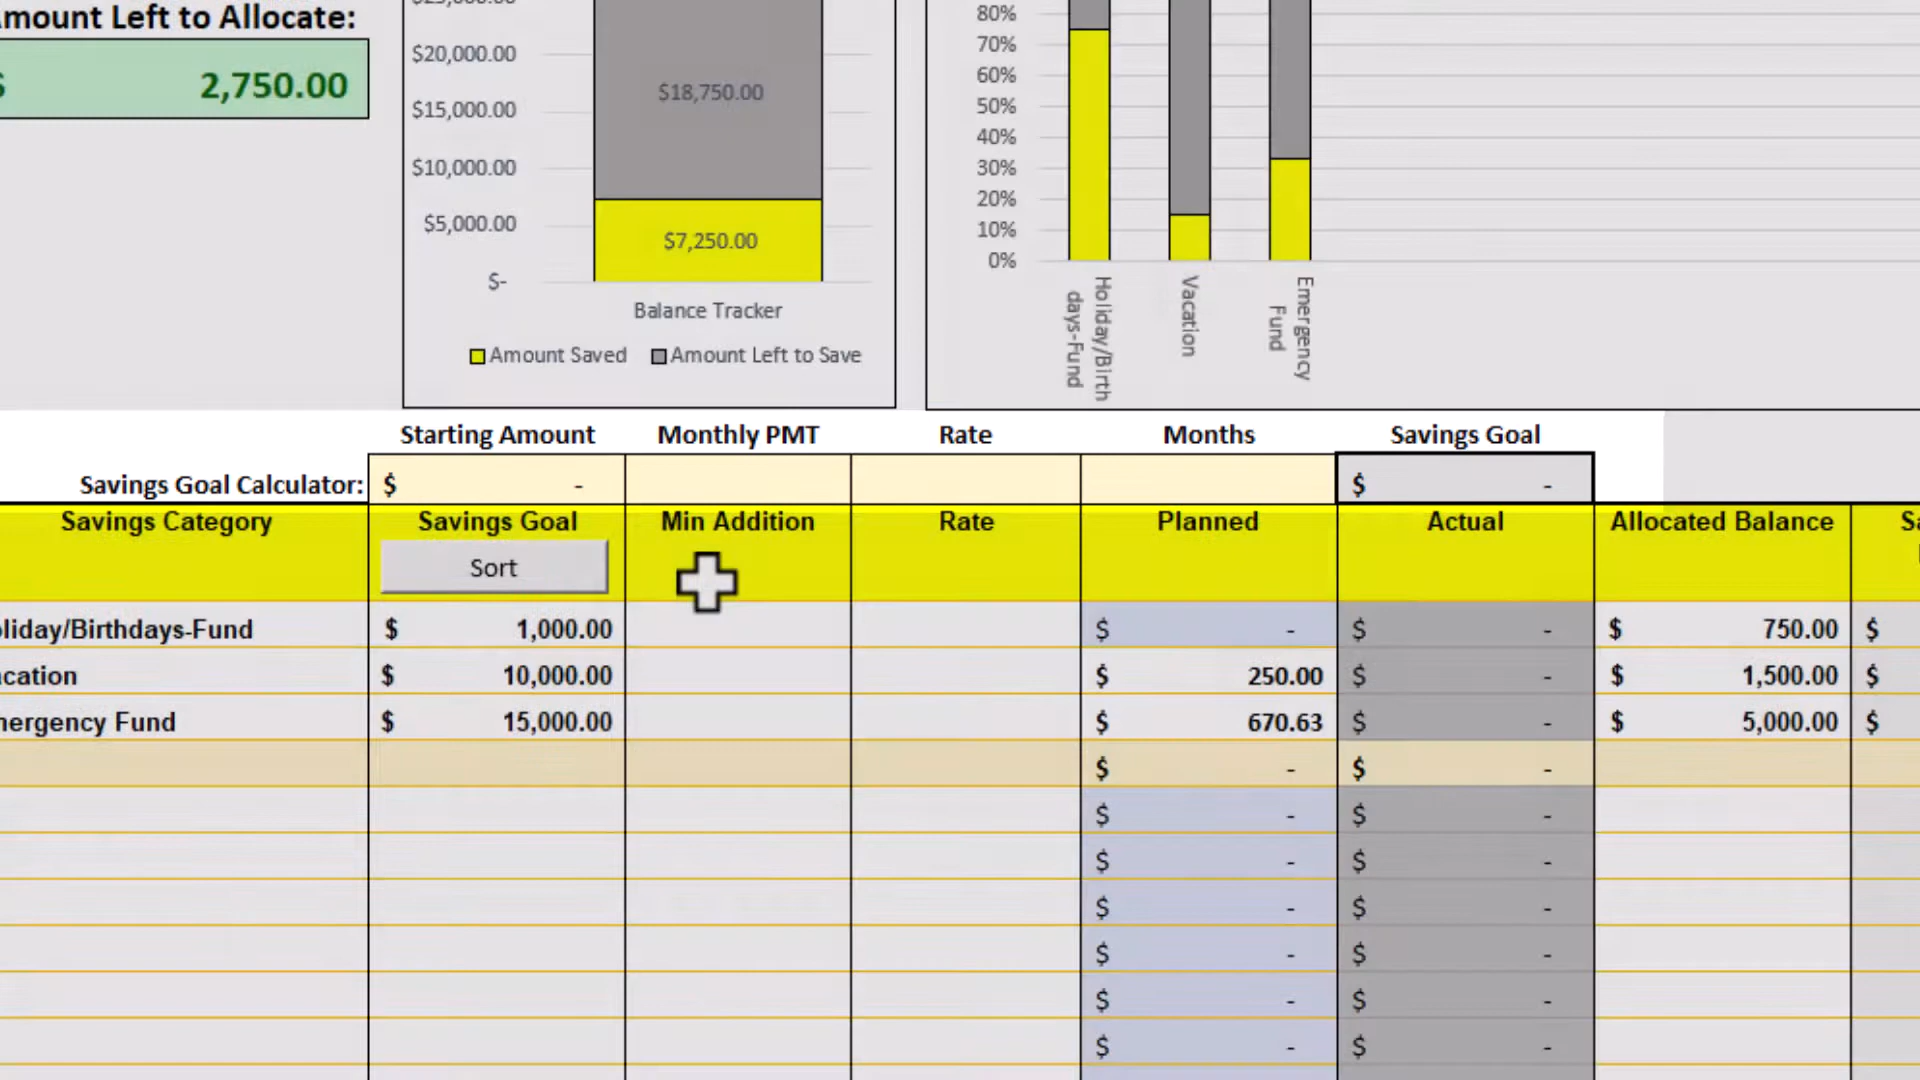 Amount Left to Allocate:
2,750.00
$20,000.00
$15,000.00
$10,000.00
$5,000.00
$-
$18,750.00
$7,250.00
Balance Tracker
Amount Saved Amount Left to Save
80%
70%
60%
50%
40%
30%
20%
10%
0%
Holiday/Birth
days-Fund
Vacation
Emergency
Fund
Starting Amount Monthly PMT Rate Months Savings Goal
Savings Goal Calculator: $ - $ -
Savings Category Savings Goal Min Addition Rate Planned Actual Allocated Balance
Sort
liday/Birthdays-Fund $ 1,000.00 $ - $ - $ 750.00 $
cation $ 10,000.00 $ 250.00 $ - $ 1,500.00 $
ergency Fund $ 15,000.00 $ 670.63 $ - $ 5,000.00 $
$ - $ -
$ - $ -
$ - $ -
$ - $ -
$ - $ -
$ - $ -
$ - $ -